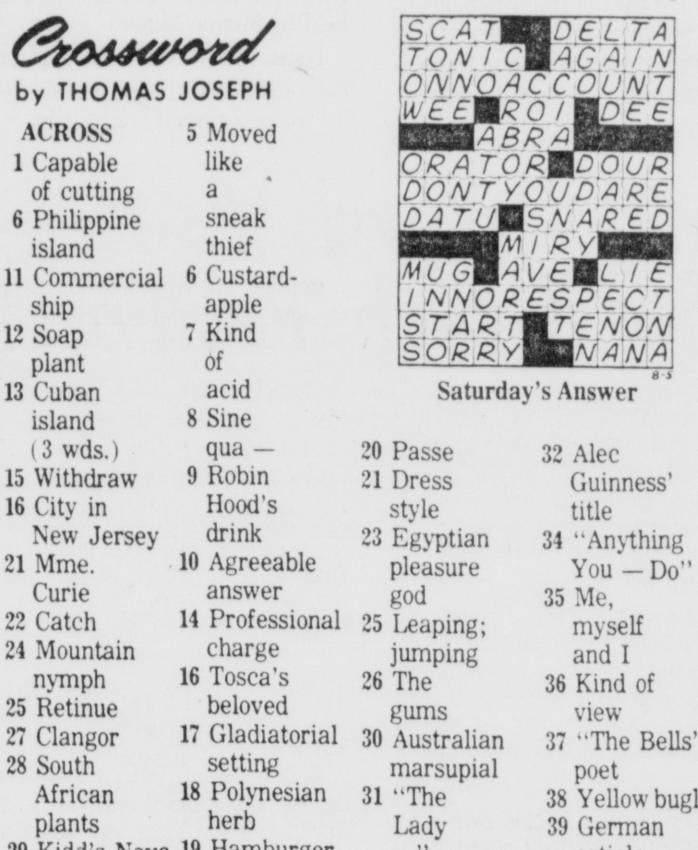 Crossword
by THOMAS JOSEPH
ACROSS
1 Capable
of cutting
6 Philippine
island
11 Commercial
ship
12 Soap
plant
13 Cuban
island
(3 wds.)
15 Withdraw
16 City in
New Jersey
21 Mme.
Curie
22 Catch
24 Mountain
nymph
25 Retinue
27 Clangor
28 South
African
plants
5 Moved
like
a
sneak
thief
6 Custard-
apple
7 Kind
of
acid
8 Sine
qua —
9 Robin
Hood's
drink
10 Agreeable
answer
14 Professional
charge
16 Tosca's
beloved
17 Gladiatorial
setting
18 Polynesian
herb
19 Hamburger
SCAT DELTA
TONIC AGAIN
ONNOACCOUNT
WEE ROI DEE
ABRA
ORATOR DOUR
DONTYOUDARE
DATU SNARED
MIRY
MUG AVE LIE
INNORESPECT
START TENON
SORRY NANA
8-5
Saturday's Answer
20 Passe
21 Dress
style
23 Egyptian
pleasure
god
25 Leaping;
jumping
26 The
gums
30 Australian
marsupial
31 "The
Lady
32 Alec
Guinness'
title
34 "Anything
You — Do"
35 Me,
myself
and I
36 Kind of
view
37 "The Bells'
poet
38 Yellow bugl
39 German